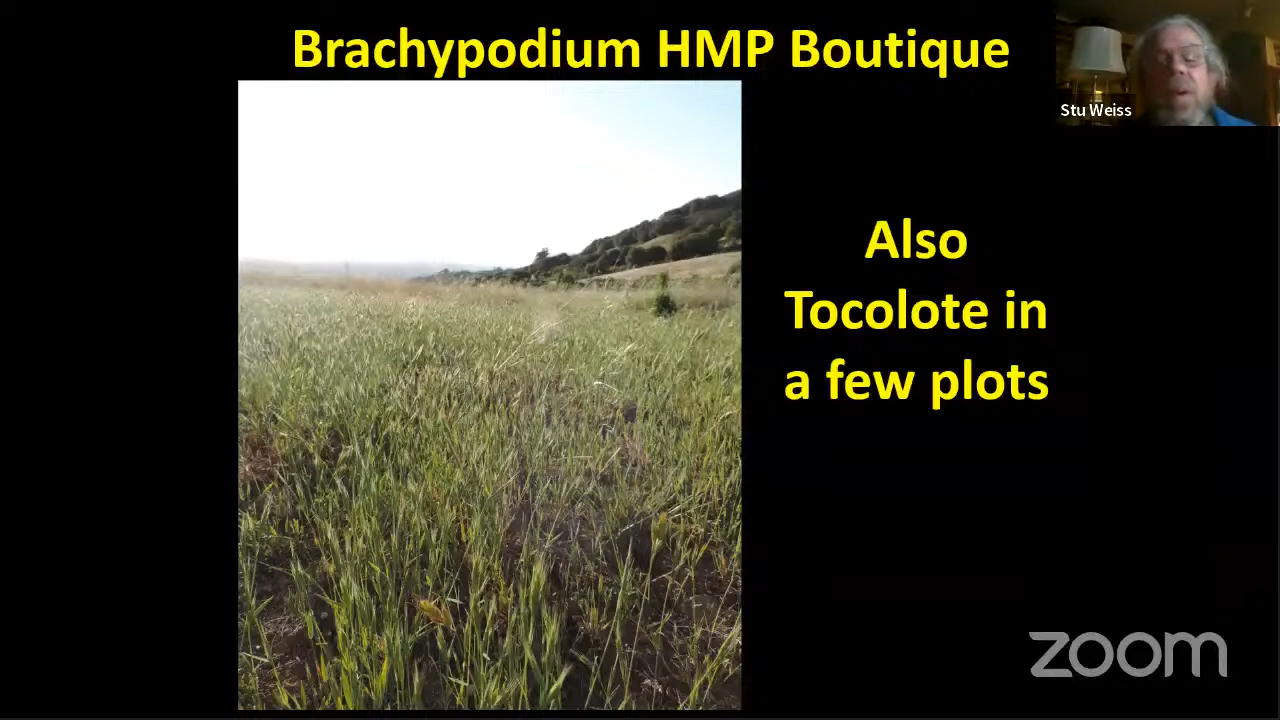 Brachypodium HMP Boutique
Stu Weiss
Also
Tocolote in
a few plots
zoom